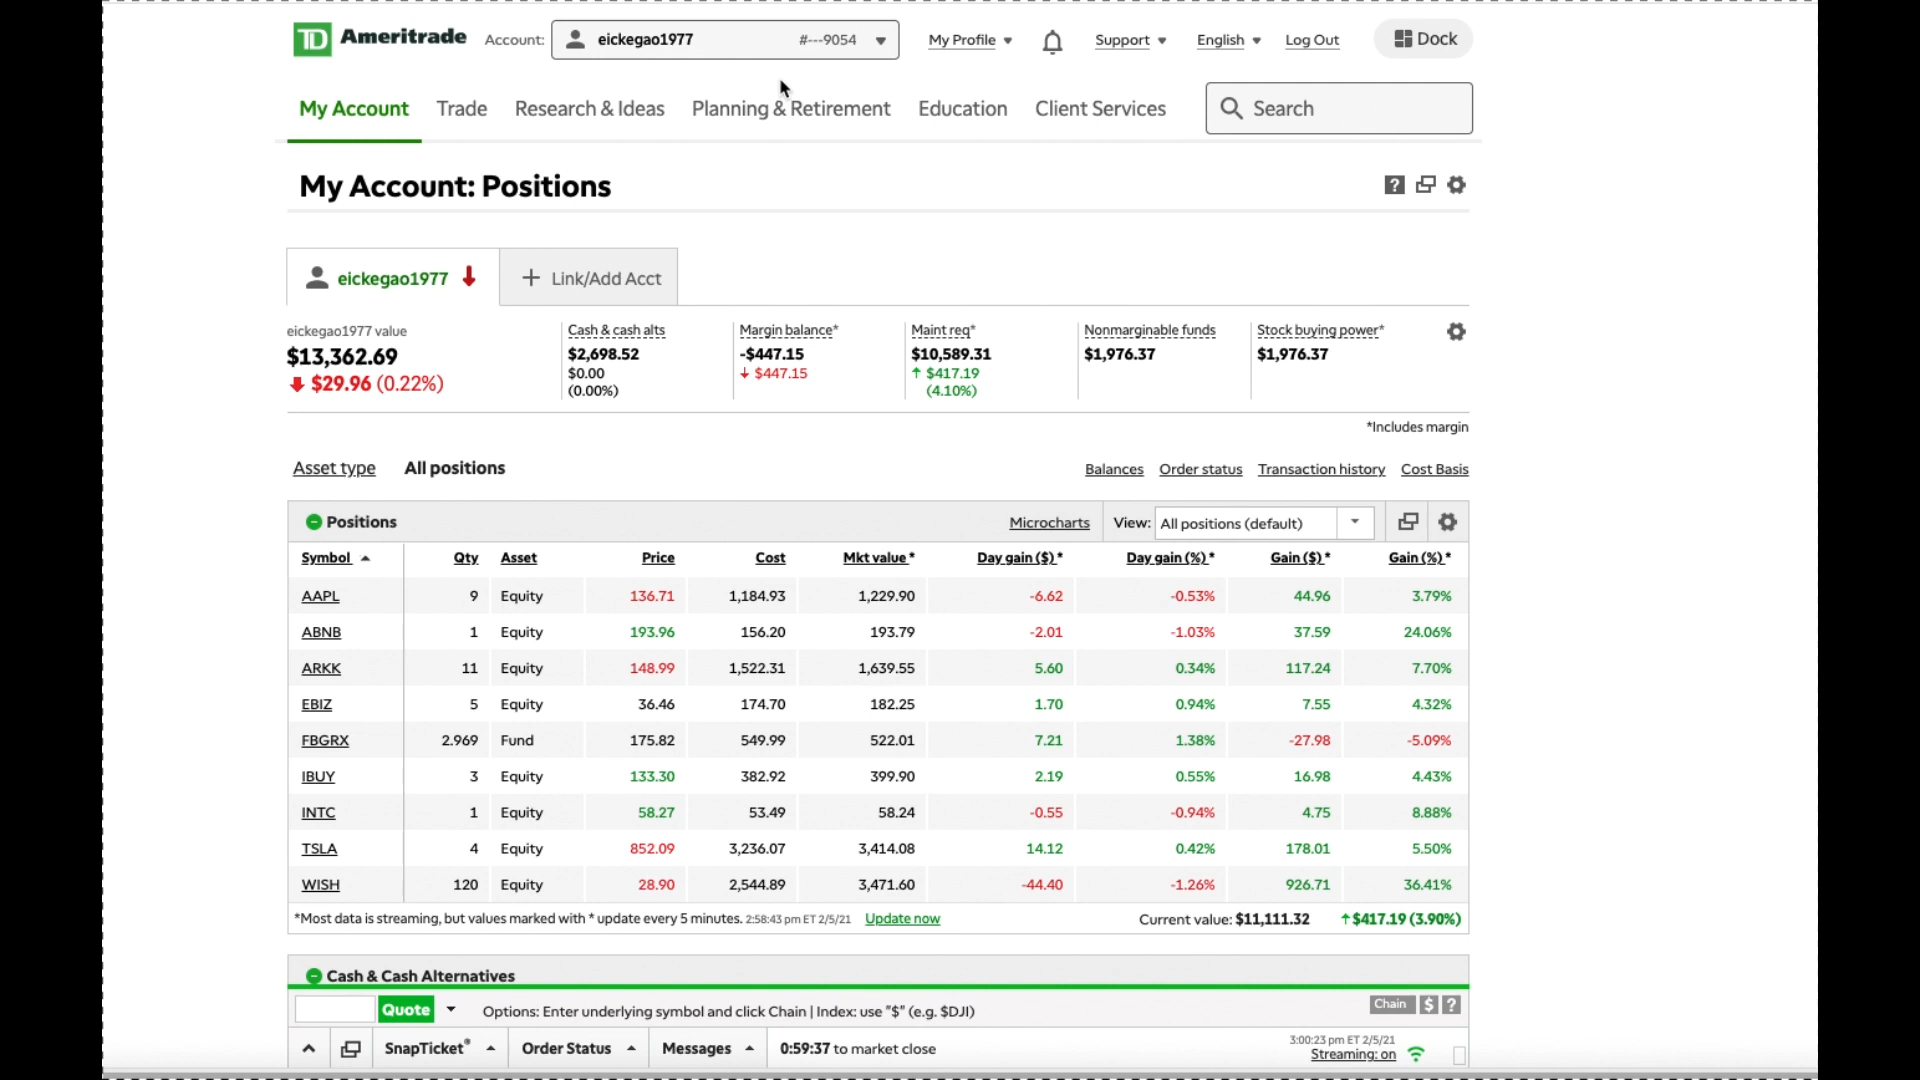 TD Ameritrade Account: eickegao1977 #---9054 My Profile Support English Log Out Dock
My Account Trade Research & Ideas Planning & Retirement Education Client Services Search
My Account: Positions ?
eickegao1977 + Link/Add Acct
eickegao1977 value Cash & cash alts Margin balance* Maint req* Nonmarginable funds Stock buying power*
$13,362.69 $2,698.52 -$447.15 $10,589.31 $1,976.37 $1,976.37
$29.96 (0.22%) $0.00 $447.15 $417.19
(0.00%) (4.10%)
*Includes margin
Asset type All positions Balances Order status Transaction history Cost Basis
Positions Microcharts View: All positions (default)
Symbol Qty Asset Price Cost Mkt value* Day gain ($)* Day gain (%)* Gain ($)* Gain (%)*
AAPL 9 Equity 136.71 1,184.93 1,229.90 -6.62 -0.53% 44.96 3.79%
ABNB 1 Equity 193.96 156.20 193.79 -2.01 -1.03% 37.59 24.06%
ARKK 11 Equity 148.99 1,522.31 1,639.55 5.60 0.34% 117.24 7.70%
EBIZ 5 Equity 36.46 174.70 182.25 1.70 0.94% 7.55 4.32%
FBGRX 2.969 Fund 175.82 549.99 522.01 7.21 1.38% -27.98 -5.09%
IBUY 3 Equity 133.30 382.92 399.90 2.19 0.55% 16.98 4.43%
INTC 1 Equity 58.27 53.49 58.24 -0.55 -0.94% 4.75 8.88%
TSLA 4 Equity 852.09 3,236.07 3,414.08 14.12 0.42% 178.01 5.50%
WISH 120 Equity 28.90 2,544.89 3,471.60 -44.40 -1.26% 926.71 36.41%
*Most data is streaming, but values marked with * update every 5 minutes. 2:58:43 pm ET 2/5/21 Update now Current value: $11,111.32 ↑$417.19 (3.90%)
Cash & Cash Alternatives
Quote Options: Enter underlying symbol and click Chain | Index: use "$" (e.g. $DJI) Chain $ ?
SnapTicket® Order Status Messages 0:59:37 to market close 3:00:23 pm ET 2/5/21
Streaming: on